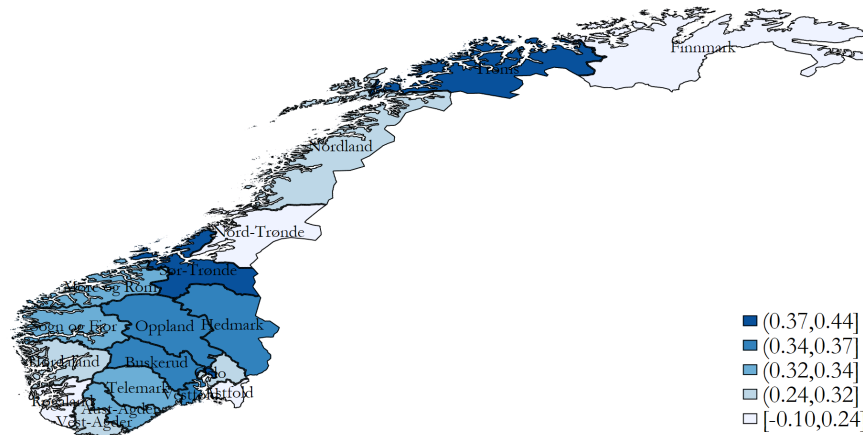 Finnmark
Troms
Nordland
Nord-Trønde
Sør-Trønde
Møre og Rom
Sogn og Fjor
Oppland
Hedmark
Hordaland
Buskerud
Oslo
Telemark
Rogaland
Vestfold
Østfold
Aust-Agder
Vest-Agder
(0.37,0.44]
(0.34,0.37]
(0.32,0.34]
(0.24,0.32]
[-0.10,0.24]